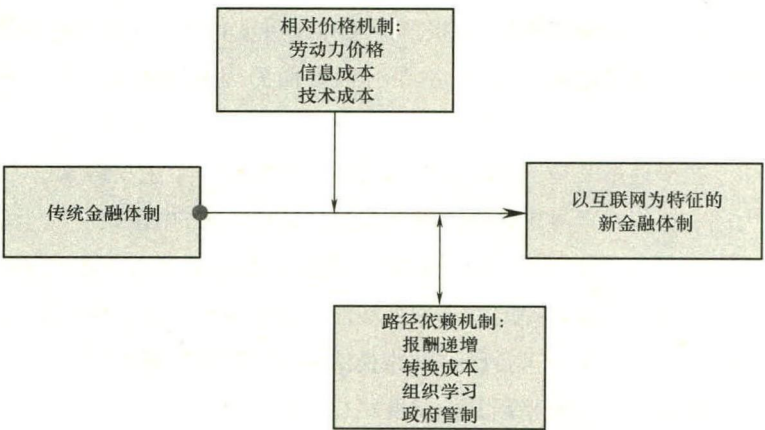 相对价格机制：
劳动力价格
信息成本
技术成本
传统金融体制
以互联网为特征的
新金融体制
路径依赖机制：
报酬递增
转换成本
组织学习
政府管制